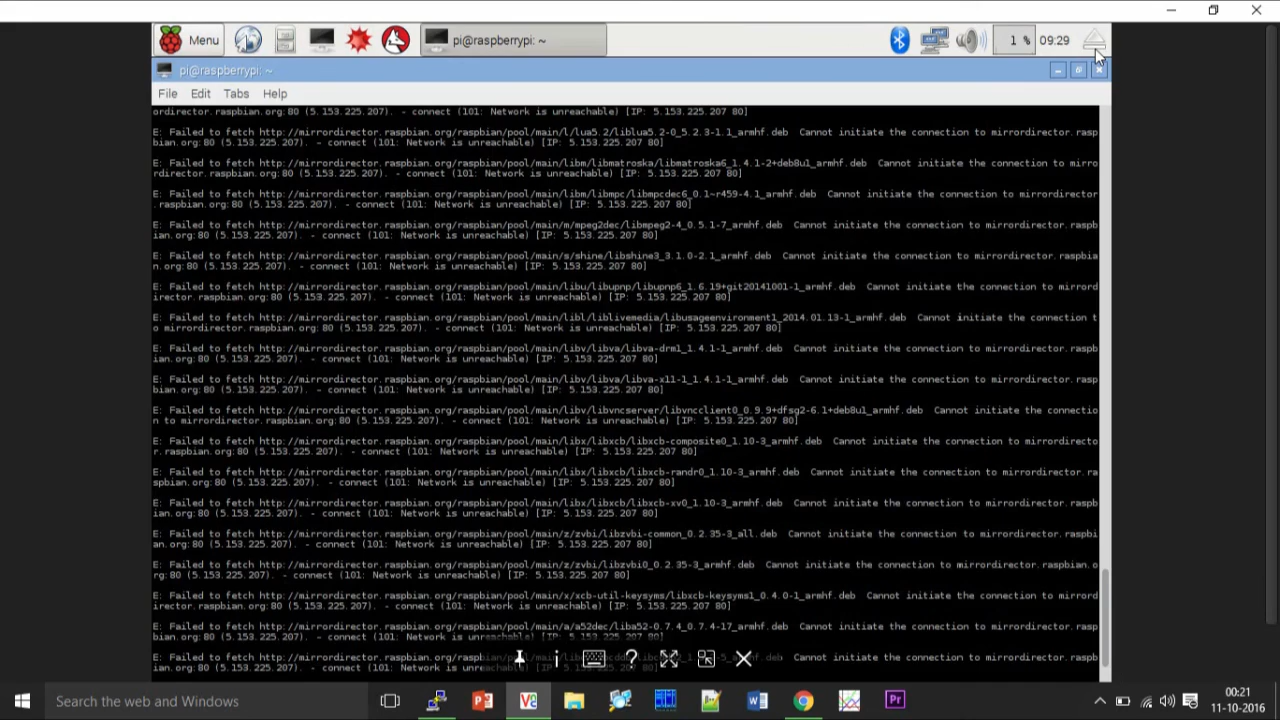 Menu
pi@raspberrypi: ~
1 %
09:29
pi@raspberrypi: ~
File Edit Tabs Help
ordirector.raspbian.org:80 (5.153.225.207). - connect (101: Network is unreachable) [IP: 5.153.225.207 80]
E: Failed to fetch http://mirrordirector.raspbian.org/raspbian/pool/main/l/lua5.2/liblua5.2-0_5.2.3-1.1_armhf.deb  Cannot initiate the connection to mirrordirector.rasp
bian.org:80 (5.153.225.207). - connect (101: Network is unreachable) [IP: 5.153.225.207 80]
E: Failed to fetch http://mirrordirector.raspbian.org/raspbian/pool/main/libm/libmatroska/libmatroska6_1.4.1-2+deb8u1_armhf.deb  Cannot initiate the connection to mirro
rdirector.raspbian.org:80 (5.153.225.207). - connect (101: Network is unreachable) [IP: 5.153.225.207 80]
E: Failed to fetch http://mirrordirector.raspbian.org/raspbian/pool/main/libm/libmpc/libmpcdec6_0.1~r459-4.1_armhf.deb  Cannot initiate the connection to mirrordirector
.raspbian.org:80 (5.153.225.207). - connect (101: Network is unreachable) [IP: 5.153.225.207 80]
E: Failed to fetch http://mirrordirector.raspbian.org/raspbian/pool/main/m/mpeg2dec/libmpeg2-4_0.5.1-7_armhf.deb  Cannot initiate the connection to mirrordirector.raspb
ian.org:80 (5.153.225.207). - connect (101: Network is unreachable) [IP: 5.153.225.207 80]
E: Failed to fetch http://mirrordirector.raspbian.org/raspbian/pool/main/s/shine/libshine3_3.1.0-2.1_armhf.deb  Cannot initiate the connection to mirrordirector.raspbia
n.org:80 (5.153.225.207). - connect (101: Network is unreachable) [IP: 5.153.225.207 80]
E: Failed to fetch http://mirrordirector.raspbian.org/raspbian/pool/main/libu/libupnp/libupnp6_1.6.19+git20141001-1_armhf.deb  Cannot initiate the connection to mirrord
irector.raspbian.org:80 (5.153.225.207). - connect (101: Network is unreachable) [IP: 5.153.225.207 80]
E: Failed to fetch http://mirrordirector.raspbian.org/raspbian/pool/main/libl/liblivemedia/libusageenvironment1_2014.01.13-1_armhf.deb  Cannot initiate the connection t
o mirrordirector.raspbian.org:80 (5.153.225.207). - connect (101: Network is unreachable) [IP: 5.153.225.207 80]
E: Failed to fetch http://mirrordirector.raspbian.org/raspbian/pool/main/libv/libva/libva-drm1_1.4.1-1_armhf.deb  Cannot initiate the connection to mirrordirector.raspb
ian.org:80 (5.153.225.207). - connect (101: Network is unreachable) [IP: 5.153.225.207 80]
E: Failed to fetch http://mirrordirector.raspbian.org/raspbian/pool/main/libv/libva/libva-x11-1_1.4.1-1_armhf.deb  Cannot initiate the connection to mirrordirector.rasp
bian.org:80 (5.153.225.207). - connect (101: Network is unreachable) [IP: 5.153.225.207 80]
E: Failed to fetch http://mirrordirector.raspbian.org/raspbian/pool/main/libv/libvncserver/libvncclient0_0.9.9+dfsg2-6.1+deb8u1_armhf.deb  Cannot initiate the connectio
n to mirrordirector.raspbian.org:80 (5.153.225.207). - connect (101: Network is unreachable) [IP: 5.153.225.207 80]
E: Failed to fetch http://mirrordirector.raspbian.org/raspbian/pool/main/libx/libxcb/libxcb-composite0_1.10-3_armhf.deb  Cannot initiate the connection to mirrordirecto
r.raspbian.org:80 (5.153.225.207). - connect (101: Network is unreachable) [IP: 5.153.225.207 80]
E: Failed to fetch http://mirrordirector.raspbian.org/raspbian/pool/main/libx/libxcb/libxcb-randr0_1.10-3_armhf.deb  Cannot initiate the connection to mirrordirector.ra
spbian.org:80 (5.153.225.207). - connect (101: Network is unreachable) [IP: 5.153.225.207 80]
E: Failed to fetch http://mirrordirector.raspbian.org/raspbian/pool/main/libx/libxcb/libxcb-xv0_1.10-3_armhf.deb  Cannot initiate the connection to mirrordirector.raspb
ian.org:80 (5.153.225.207). - connect (101: Network is unreachable) [IP: 5.153.225.207 80]
E: Failed to fetch http://mirrordirector.raspbian.org/raspbian/pool/main/z/zvbi/libzvbi-common_0.2.35-3_all.deb  Cannot initiate the connection to mirrordirector.raspbi
an.org:80 (5.153.225.207). - connect (101: Network is unreachable) [IP: 5.153.225.207 80]
E: Failed to fetch http://mirrordirector.raspbian.org/raspbian/pool/main/z/zvbi/libzvbi0_0.2.35-3_armhf.deb  Cannot initiate the connection to mirrordirector.raspbian.o
rg:80 (5.153.225.207). - connect (101: Network is unreachable) [IP: 5.153.225.207 80]
E: Failed to fetch http://mirrordirector.raspbian.org/raspbian/pool/main/x/xcb-util-keysyms/libxcb-keysyms1_0.4.0-1_armhf.deb  Cannot initiate the connection to mirrord
irector.raspbian.org:80 (5.153.225.207). - connect (101: Network is unreachable) [IP: 5.153.225.207 80]
E: Failed to fetch http://mirrordirector.raspbian.org/raspbian/pool/main/a/a52dec/liba52-0.7.4_0.7.4-17_armhf.deb  Cannot initiate the connection to mirrordirector.rasp
bian.org:80 (5.153.225.207). - connect (101: Network is unreachable) [IP: 5.153.225.207 80]
E: Failed to fetch http://mirrordirector.raspbian.org/raspbian Cannot initiate the connection to mirrordirector.rasp
bian.org:80 (5.153.225.207). - connect (101: Network is unreachable) [IP: 5.153.225.207 80]
Search the web and Windows
00:21
11-10-2016